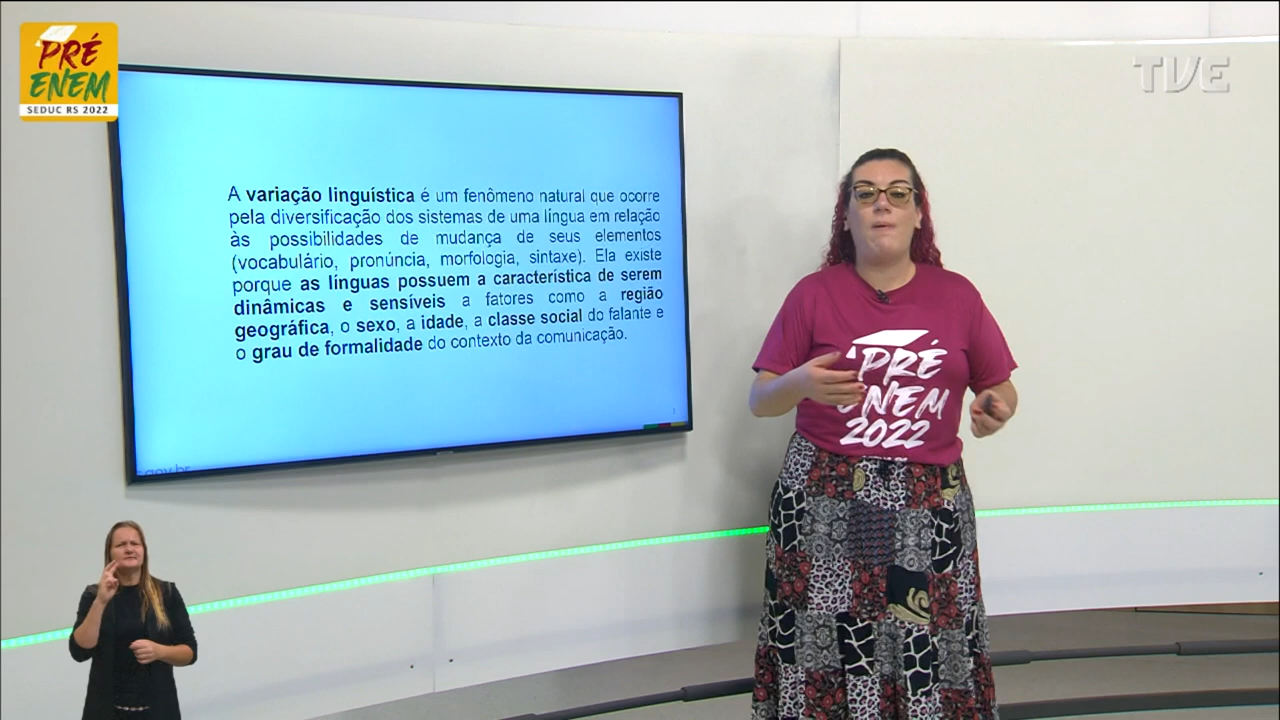 PRÉ
ENEM
SEDUC RS 2022
TVE
A variação linguística é um fenômeno natural que ocorre
pela diversificação dos sistemas de uma língua em relação
às possibilidades de mudança de seus elementos
(vocabulário, pronúncia, morfologia, sintaxe). Ela existe
porque as línguas possuem a característica de serem
dinâmicas e sensíveis a fatores como a região
geográfica, o sexo, a idade, a classe social do falante e
o grau de formalidade do contexto da comunicação.
PRÉ
ENEM
2022